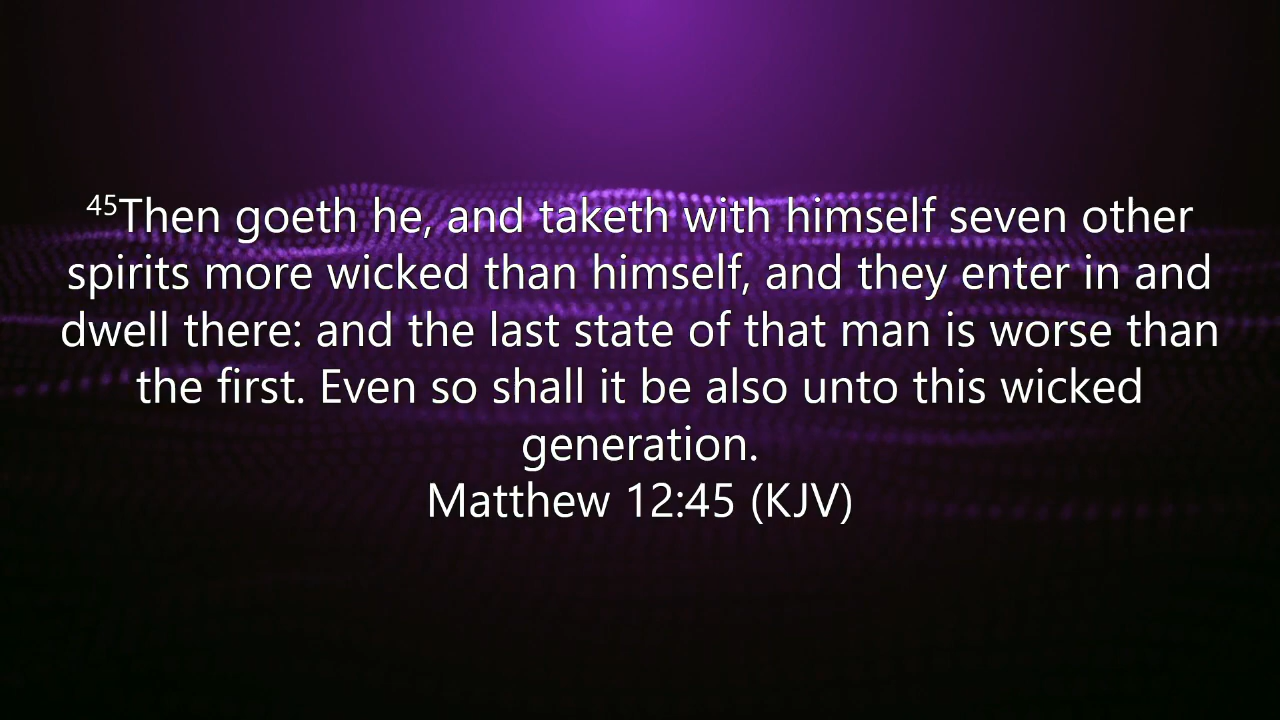 45Then goeth he, and taketh with himself seven other
spirits more wicked than himself, and they enter in and
dwell there: and the last state of that man is worse than
the first. Even so shall it be also unto this wicked
generation.
Matthew 12:45 (KJV)